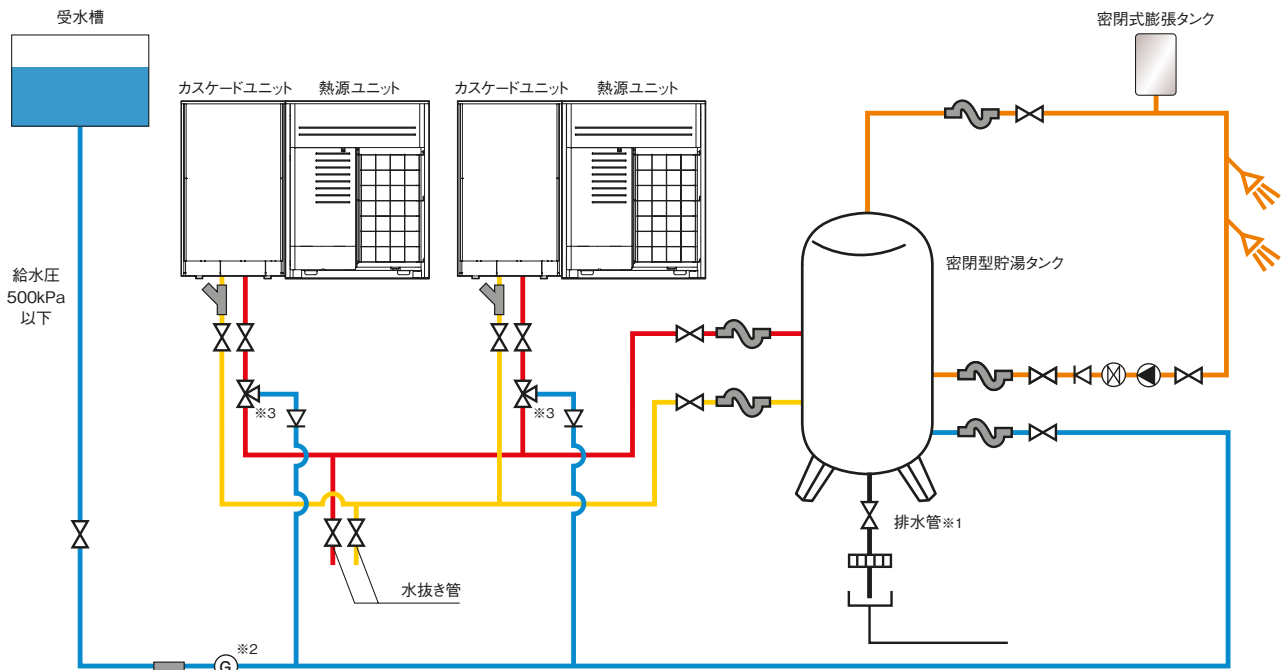 受水槽
密閉式膨張タンク
カスケードユニット
熱源ユニット
カスケードユニット
熱源ユニット
給水圧
500kPa
以下
密閉型貯湯タンク
※3
※3
排水管※1
水抜き管
※2
G